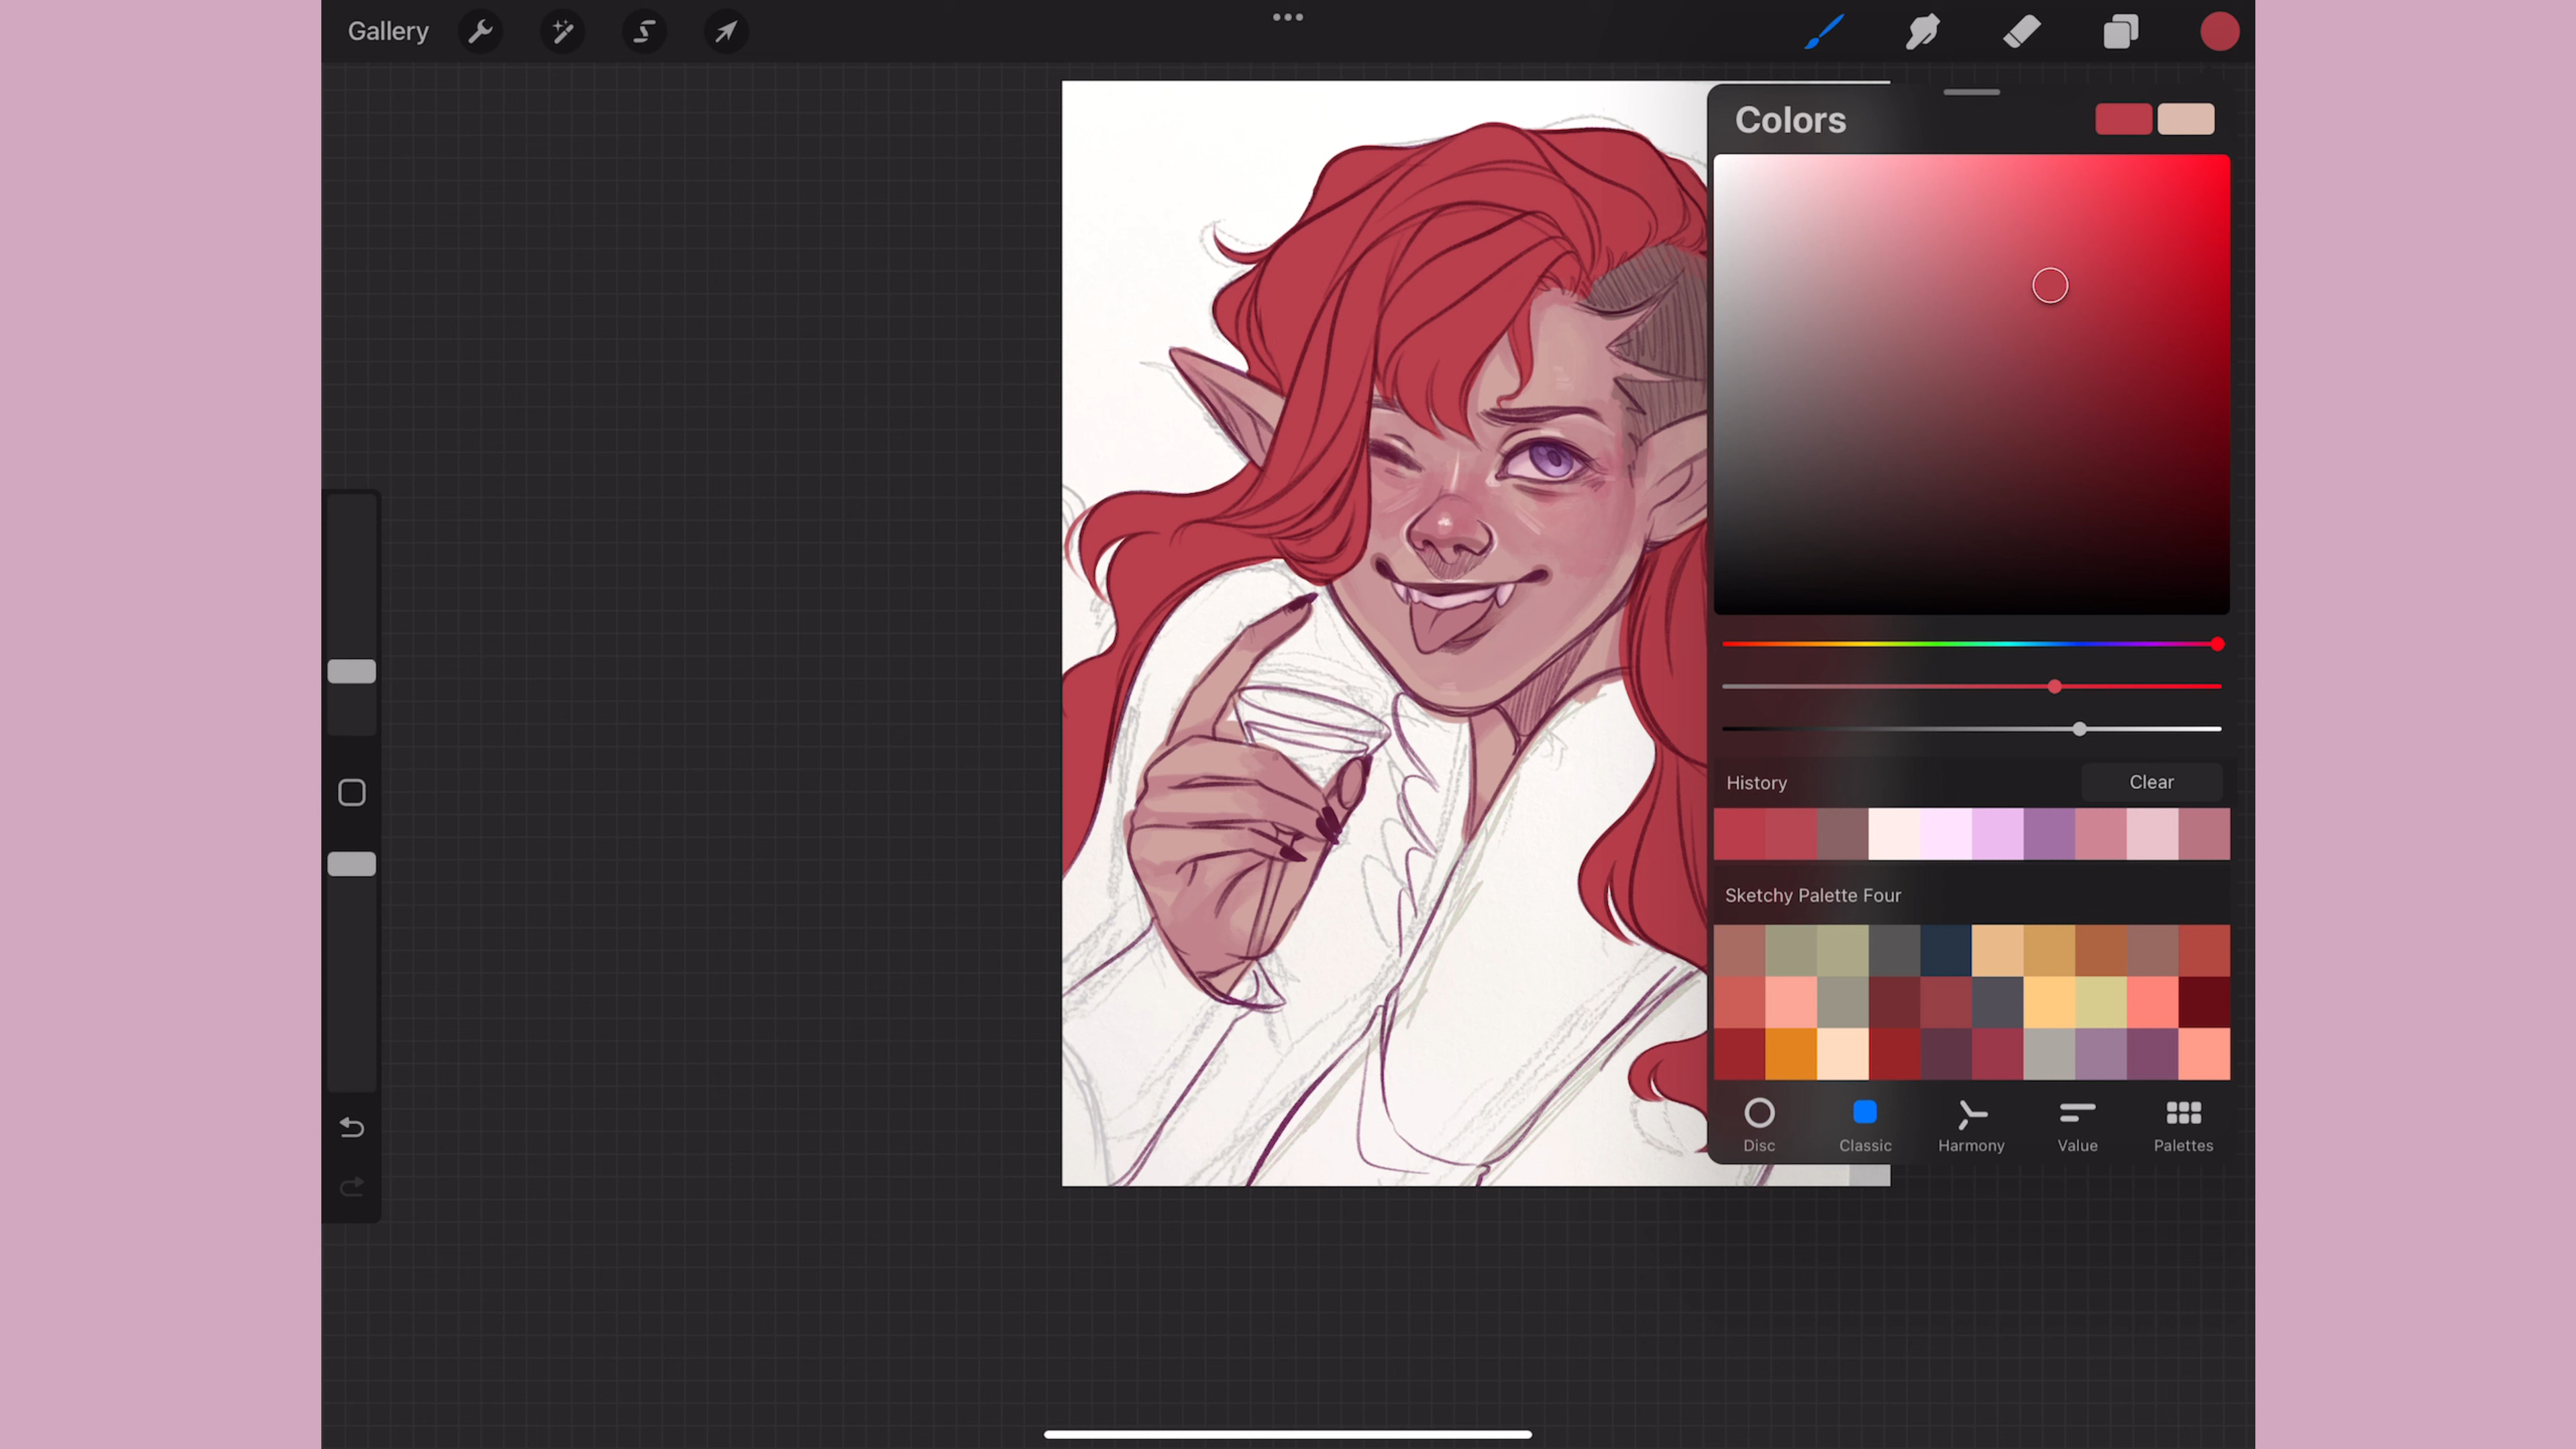 Gallery
Colors
History
Clear
Sketchy Palette Four
Disc
Classic
Harmony
Value
Palettes